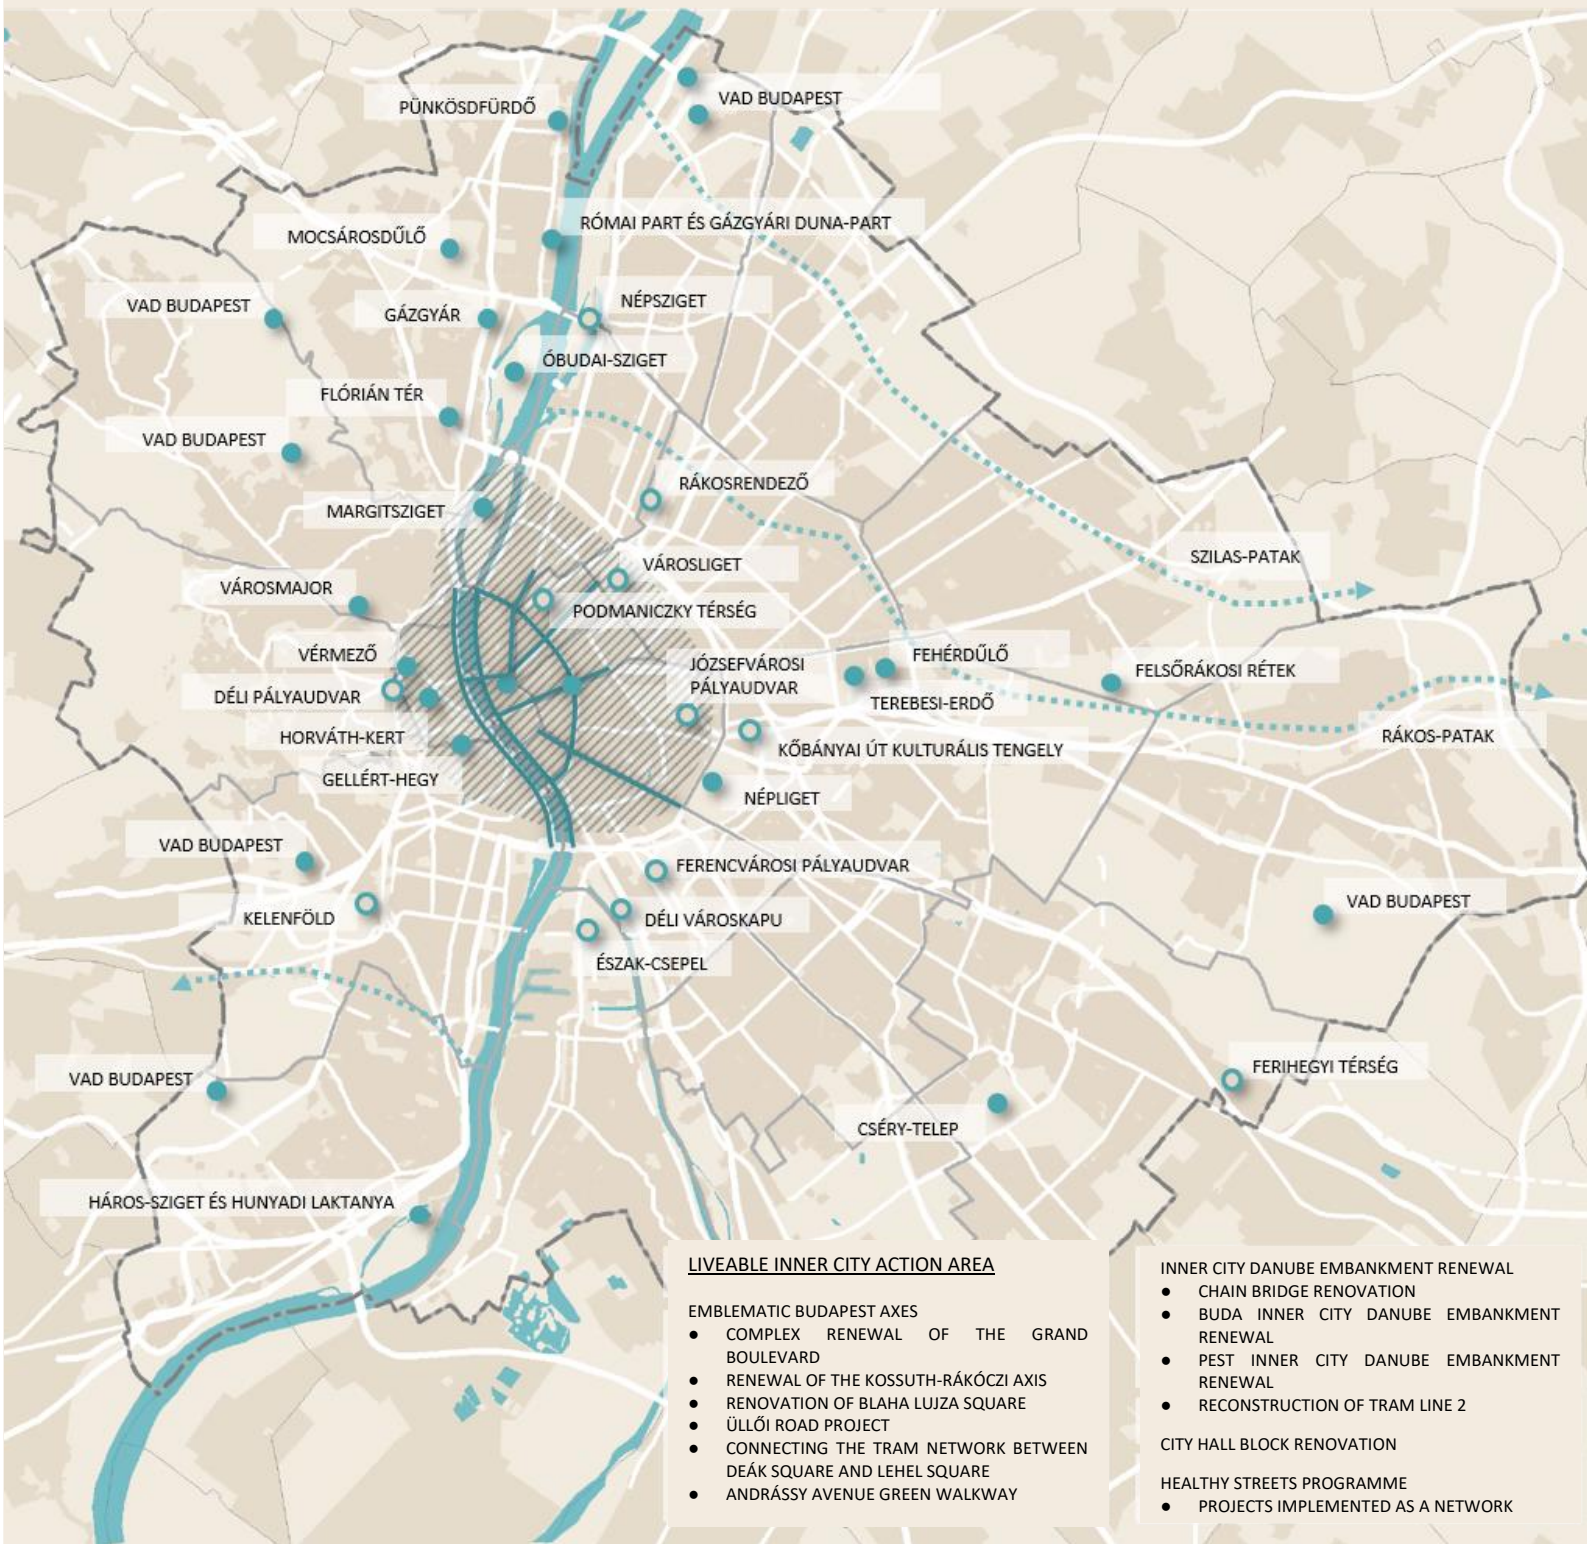 VAD BUDAPEST
PÜNKÖSDFÜRDŐ
RÓMAI PART ÉS GÁZGYÁRI DUNA-PART
MOCSÁROSDŰLŐ
VAD BUDAPEST
GÁZGYÁR
NÉPSZIGET
ÓBUDAI-SZIGET
FLÓRIÁN TÉR
VAD BUDAPEST
RÁKOSRENDEZŐ
MARGITSZIGET
SZILAS-PATAK
VÁROSLIGET
VÁROSMAJOR
PODMANICZKY TÉRSÉG
VÉRMEZŐ
JÓZSEFVÁROSI
PÁLYAUDVAR
FEHÉRDŰLŐ
FELSŐRÁKOSI RÉTEK
DÉLI PÁLYAUDVAR
TEREBESI-ERDŐ
HORVÁTH-KERT
RÁKOS-PATAK
KŐBÁNYAI ÚT KULTURÁLIS TENGELY
GELLÉRT-HEGY
NÉPLIGET
VAD BUDAPEST
FERENCVÁROSI PÁLYAUDVAR
VAD BUDAPEST
KELENFÖLD
DÉLI VÁROSKAPU
ÉSZAK-CSEPEL
FERIHEGYI TÉRSÉG
VAD BUDAPEST
CSÉRY-TELEP
HÁROS-SZIGET ÉS HUNYADI LAKTANYA
LIVEABLE INNER CITY ACTION AREA
EMBLEMATIC BUDAPEST AXES
● COMPLEX RENEWAL OF THE GRAND
BOULEVARD
● RENEWAL OF THE KOSSUTH-RÁKÓCZI AXIS
● RENOVATION OF BLAHA LUJZA SQUARE
● ÜLLŐI ROAD PROJECT
● CONNECTING THE TRAM NETWORK BETWEEN
DEÁK SQUARE AND LEHEL SQUARE
● ANDRÁSSY AVENUE GREEN WALKWAY
INNER CITY DANUBE EMBANKMENT RENEWAL
● CHAIN BRIDGE RENOVATION
● BUDA INNER CITY DANUBE EMBANKMENT
RENEWAL
● PEST INNER CITY DANUBE EMBANKMENT
RENEWAL
● RECONSTRUCTION OF TRAM LINE 2
CITY HALL BLOCK RENOVATION
HEALTHY STREETS PROGRAMME
● PROJECTS IMPLEMENTED AS A NETWORK